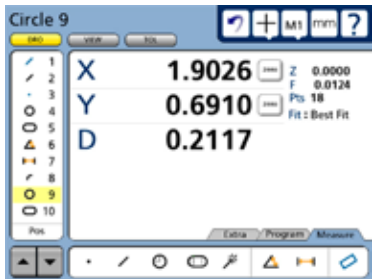 Circle 9
M1 mm ?
DRO VIEW TOL
1
2
3
4
5
6
7
8
9
10
Pos
X 1.9026
Y 0.6910
D 0.2117
Z 0.0000
F 0.0124
Pts 18
Fit : Best Fit
Extra Program Measure